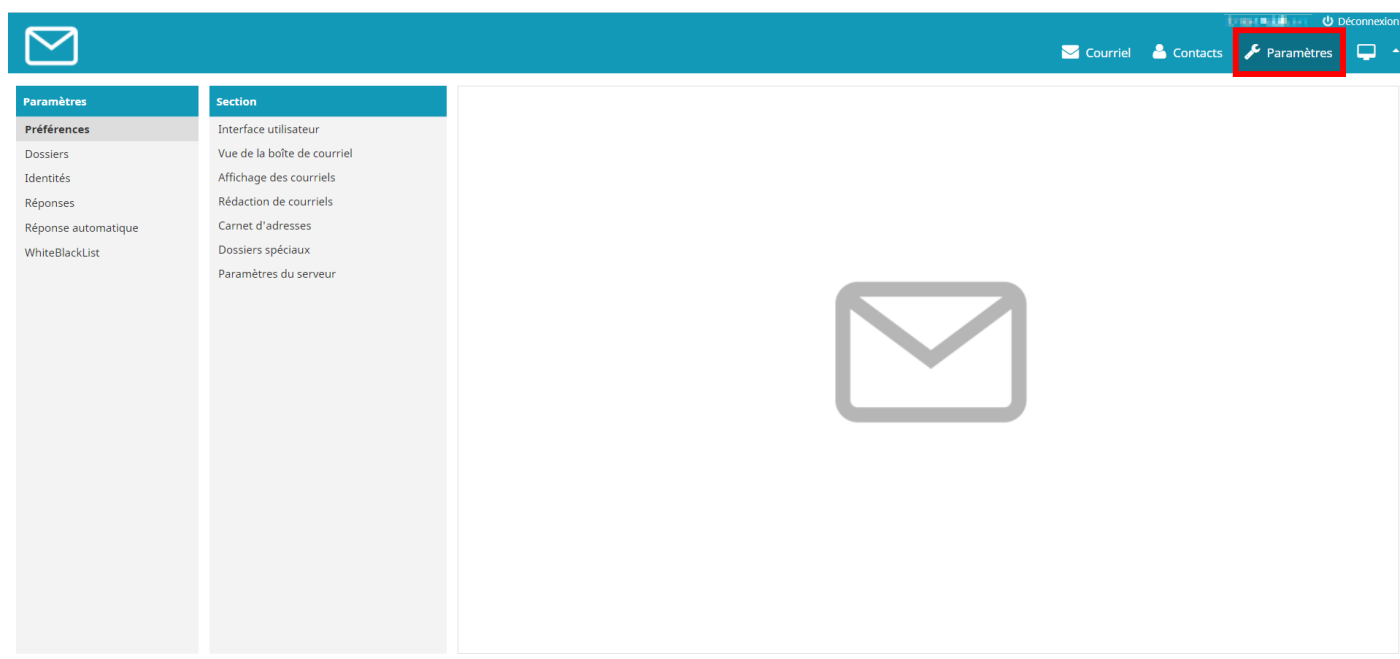 Déconnexion
Courriel Contacts Paramètres
Paramètres
Préférences
Dossiers
Identités
Réponses
Réponse automatique
WhiteBlackList
Section
Interface utilisateur
Vue de la boîte de courriel
Affichage des courriels
Rédaction de courriels
Carnet d'adresses
Dossiers spéciaux
Paramètres du serveur